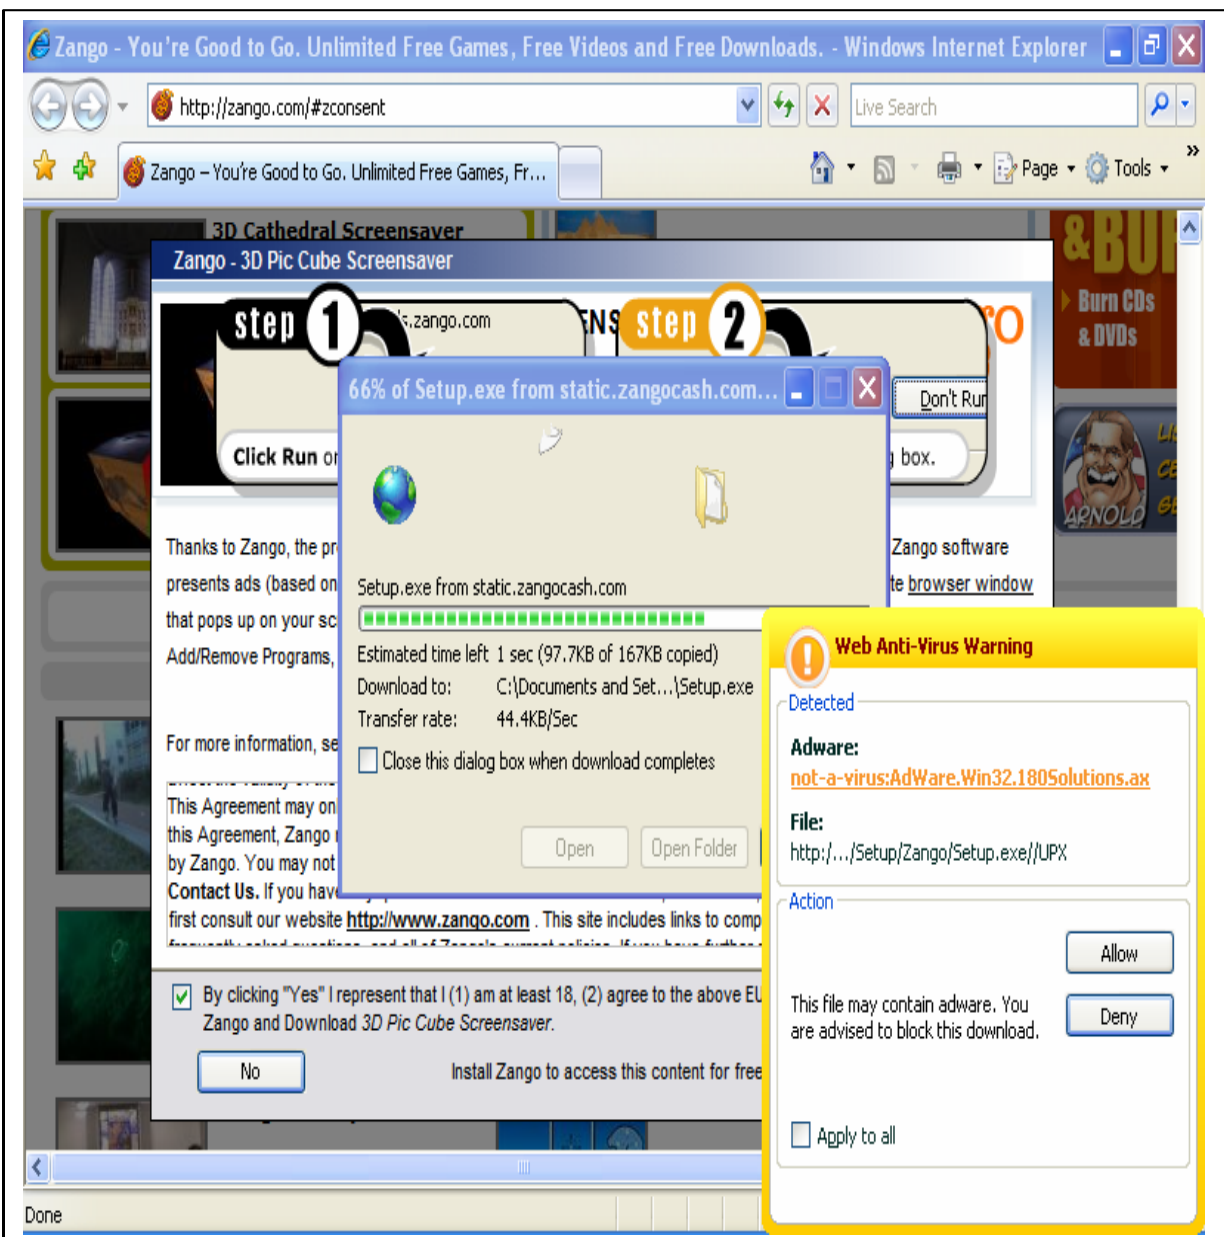 Zango - You're Good to Go. Unlimited Free Games, Free Videos and Free Downloads. - Windows Internet Explorer
http://zango.com/#zconsent
Live Search
Zango – You're Good to Go. Unlimited Free Games, Fr...
Page
Tools
3D Cathedral Screensaver
&BU
Burn CDs
& DVDs
Zango - 3D Pic Cube Screensaver
step 1
s.zango.com
ENS
step 2
Don't Run
Click Run
box.
66% of Setup.exe from static.zangocash.com...
ARNOLD
Thanks to Zango, the
Zango software
presents ads (based on
browser window
that pops up on your
Add/Remove Programs,
For more information,
Setup.exe from static.zangocash.com
Estimated time left 1 sec (97.7KB of 167KB copied)
Download to: C:\Documents and Set...\Setup.exe
Transfer rate: 44.4KB/Sec
Close this dialog box when download completes
Open
Open Folder
This Agreement may
this Agreement, Zango
by Zango. You may not
Contact Us. If you have
first consult our website http://www.zango.com . This site includes links to
By clicking "Yes" I represent that I (1) am at least 18, (2) agree to the above
Zango and Download 3D Pic Cube Screensaver.
No
Install Zango to access this content for free
Web Anti-Virus Warning
Detected
Adware:
not-a-virus:AdWare.Win32.180Solutions.ax
File:
http:/.../Setup/Zango/Setup.exe//UPX
Action
Allow
This file may contain adware. You
are advised to block this download.
Deny
Apply to all
Done